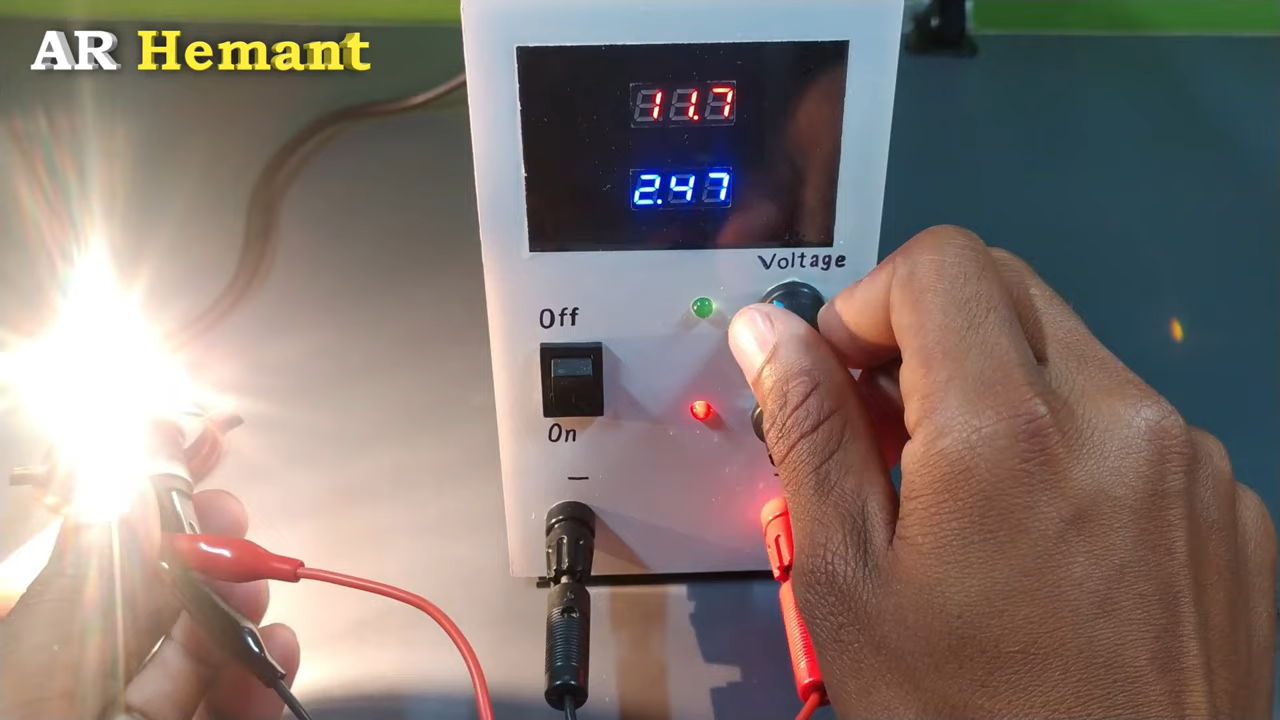 AR Hemant
11.7
2.47
Voltage
Off
On
−